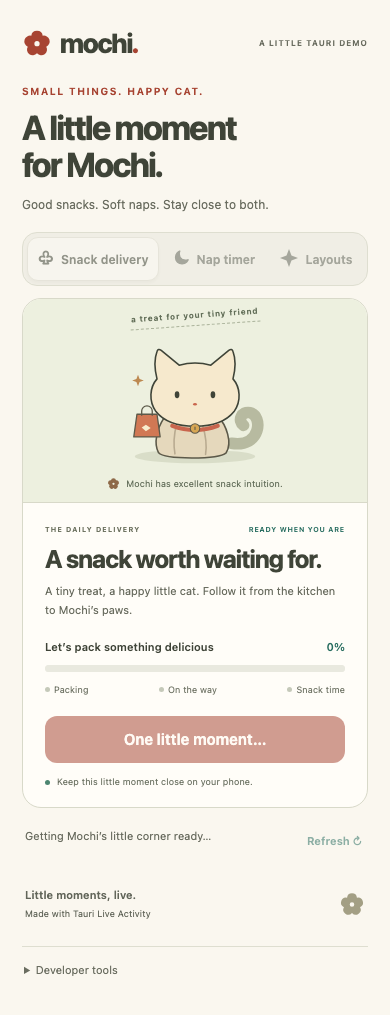 mochi.
A LITTLE TAURI DEMO
SMALL THINGS. HAPPY CAT.
A little moment
for Mochi.
Good snacks. Soft naps. Stay close to both.
Snack delivery
Nap timer
Layouts
a treat for your tiny friend
Mochi has excellent snack intuition.
THE DAILY DELIVERY
READY WHEN YOU ARE
A snack worth waiting for.
A tiny treat, a happy little cat. Follow it from the kitchen
to Mochi’s paws.
Let’s pack something delicious
0%
Packing
On the way
Snack time
One little moment...
Keep this little moment close on your phone.
Getting Mochi’s little corner ready...
Refresh ↻
Little moments, live.
Made with Tauri Live Activity
Developer tools